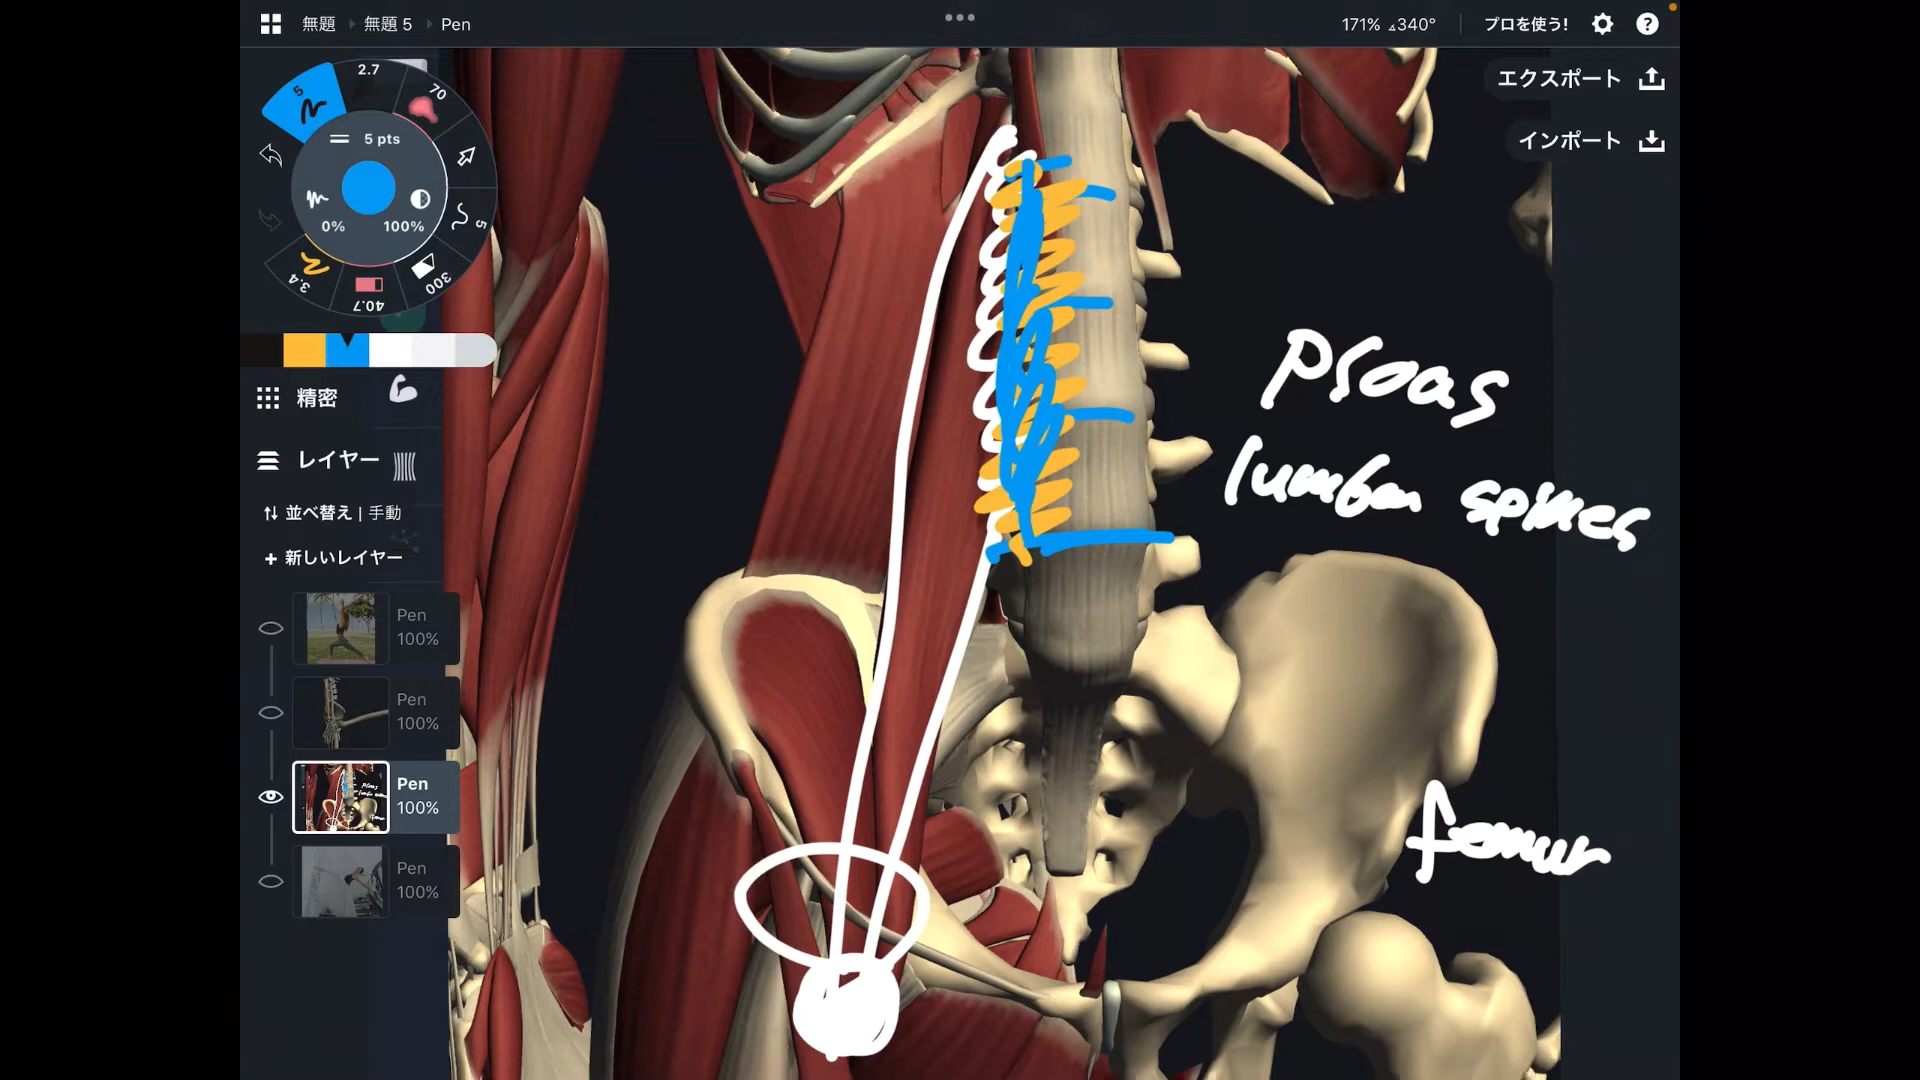 無題 無題 5 Pen
171% ⊿340°
プロを使う!
エクスポート
インポート
2.7
5
70
5 pts
0%
100%
5
3.4
40.7
300
精密
レイヤー
並べ替え | 手動
+ 新しいレイヤー
Pen
100%
Pen
100%
Pen
100%
Pen
100%
Psoas
lumbar spines
femur